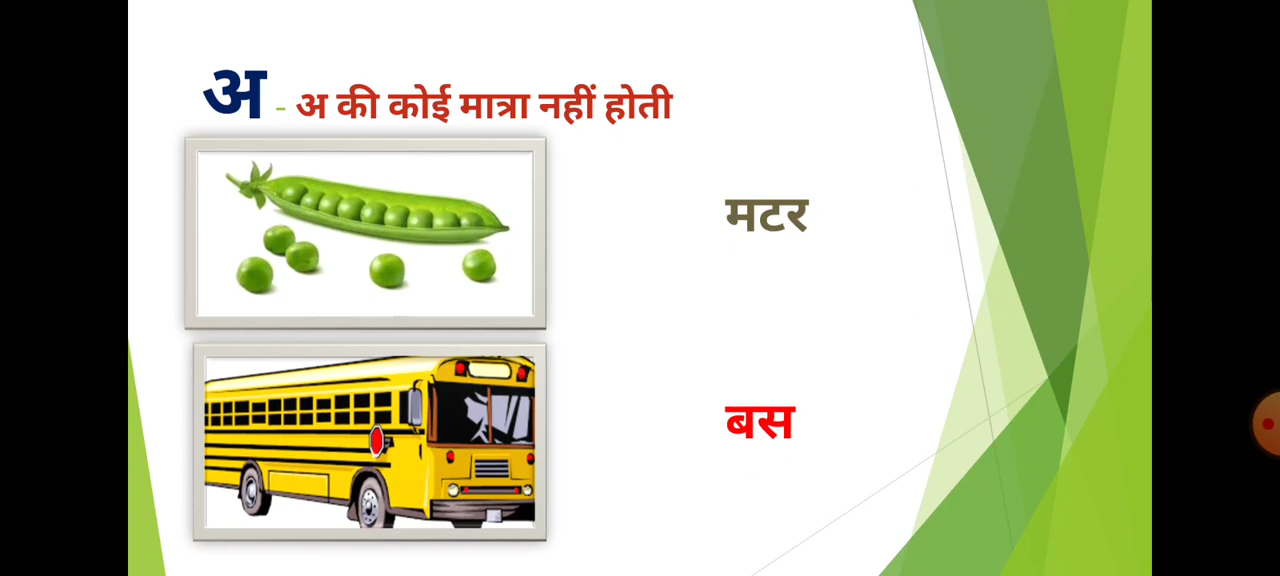 अ - अ की कोई मात्रा नहीं होती
मटर
बस